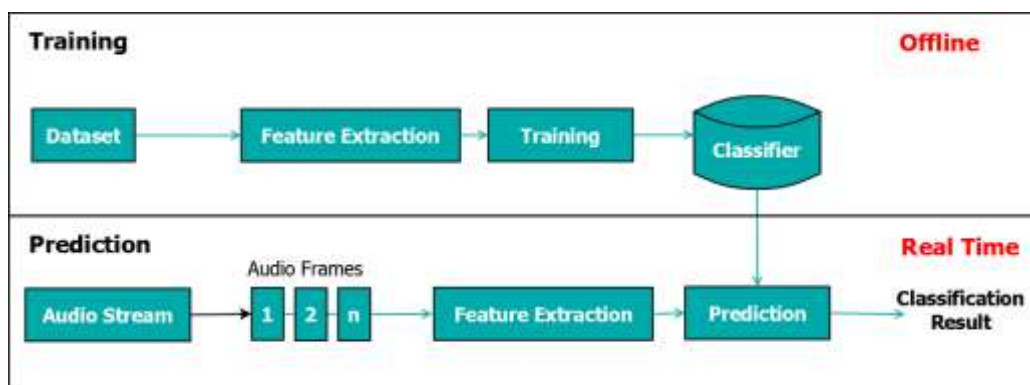 Training
Offline
Dataset
Feature Extraction
Training
Classifier
Prediction
Real Time
Audio Frames
Audio Stream
1
2
n
Feature Extraction
Prediction
Classification
Result